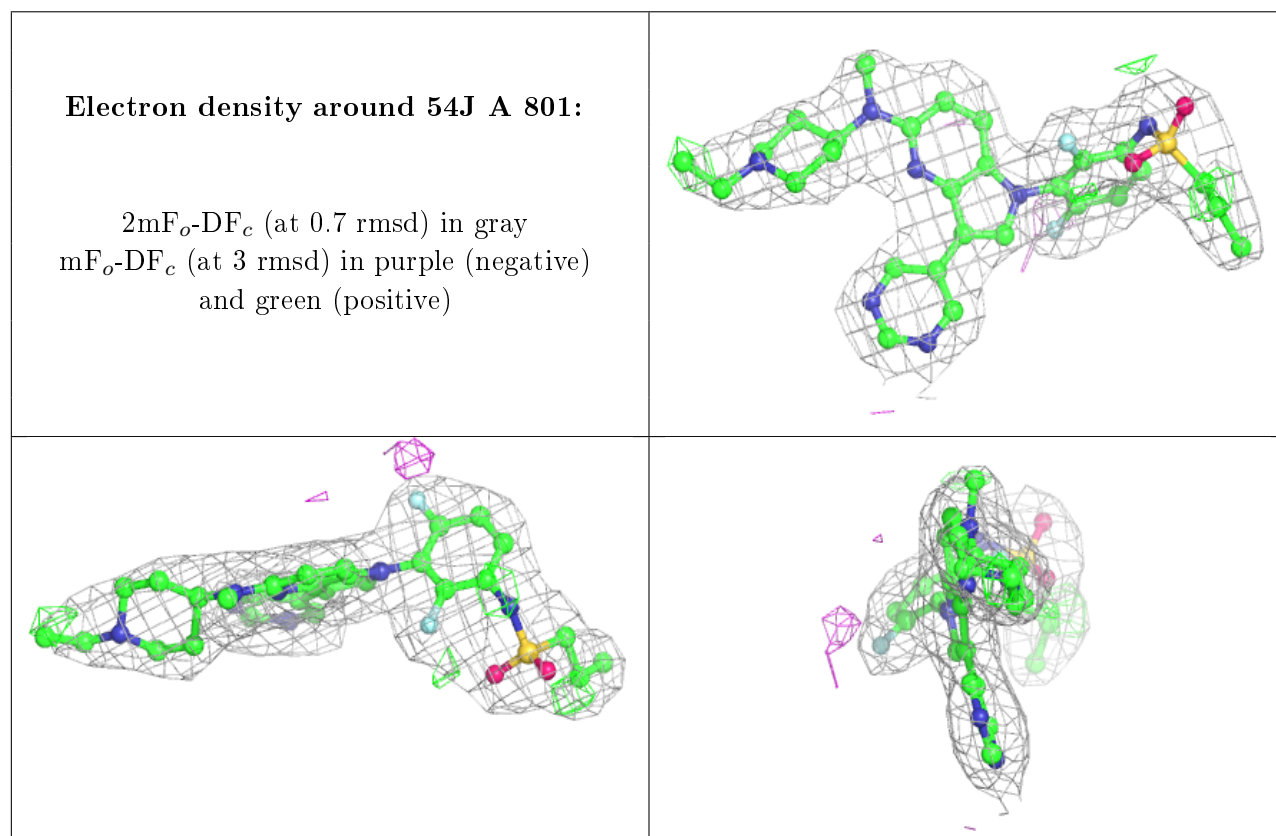 Electron density around 54J A 801:
2mFₒ-DF𝒸 (at 0.7 rmsd) in gray
mFₒ-DF𝒸 (at 3 rmsd) in purple (negative)
and green (positive)